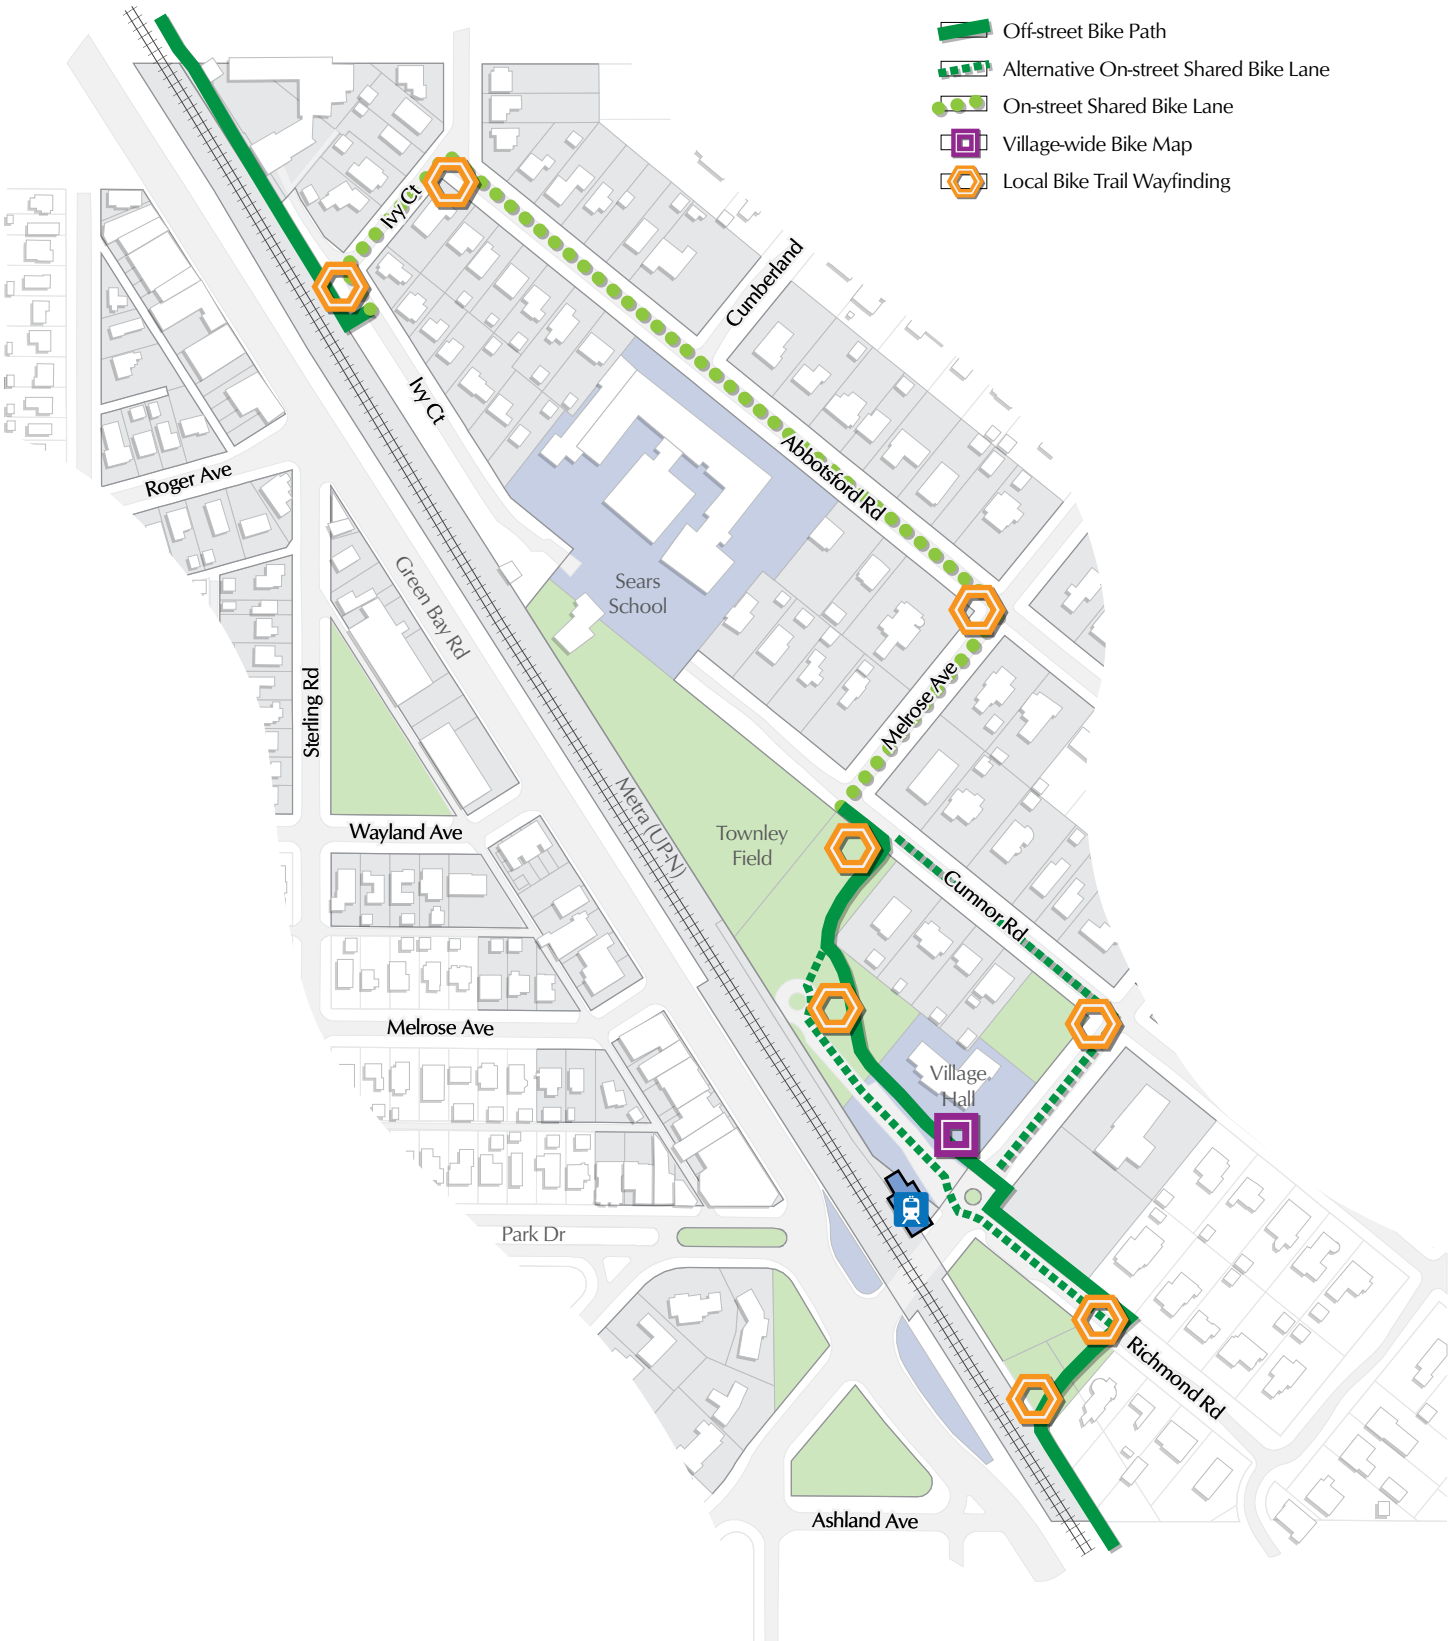 Off-street Bike Path
Alternative On-street Shared Bike Lane
On-street Shared Bike Lane
Village-wide Bike Map
Local Bike Trail Wayfinding
Ivy Ct
Cumberland
Ivy Ct
Abbotsford Rd
Roger Ave
Green Bay Rd
Sears
School
Sterling Rd
Melrose Ave
Metra (UP-N)
Wayland Ave
Townley
Field
Cumnor Rd
Melrose Ave
Village
Hall
Park Dr
Richmond Rd
Ashland Ave